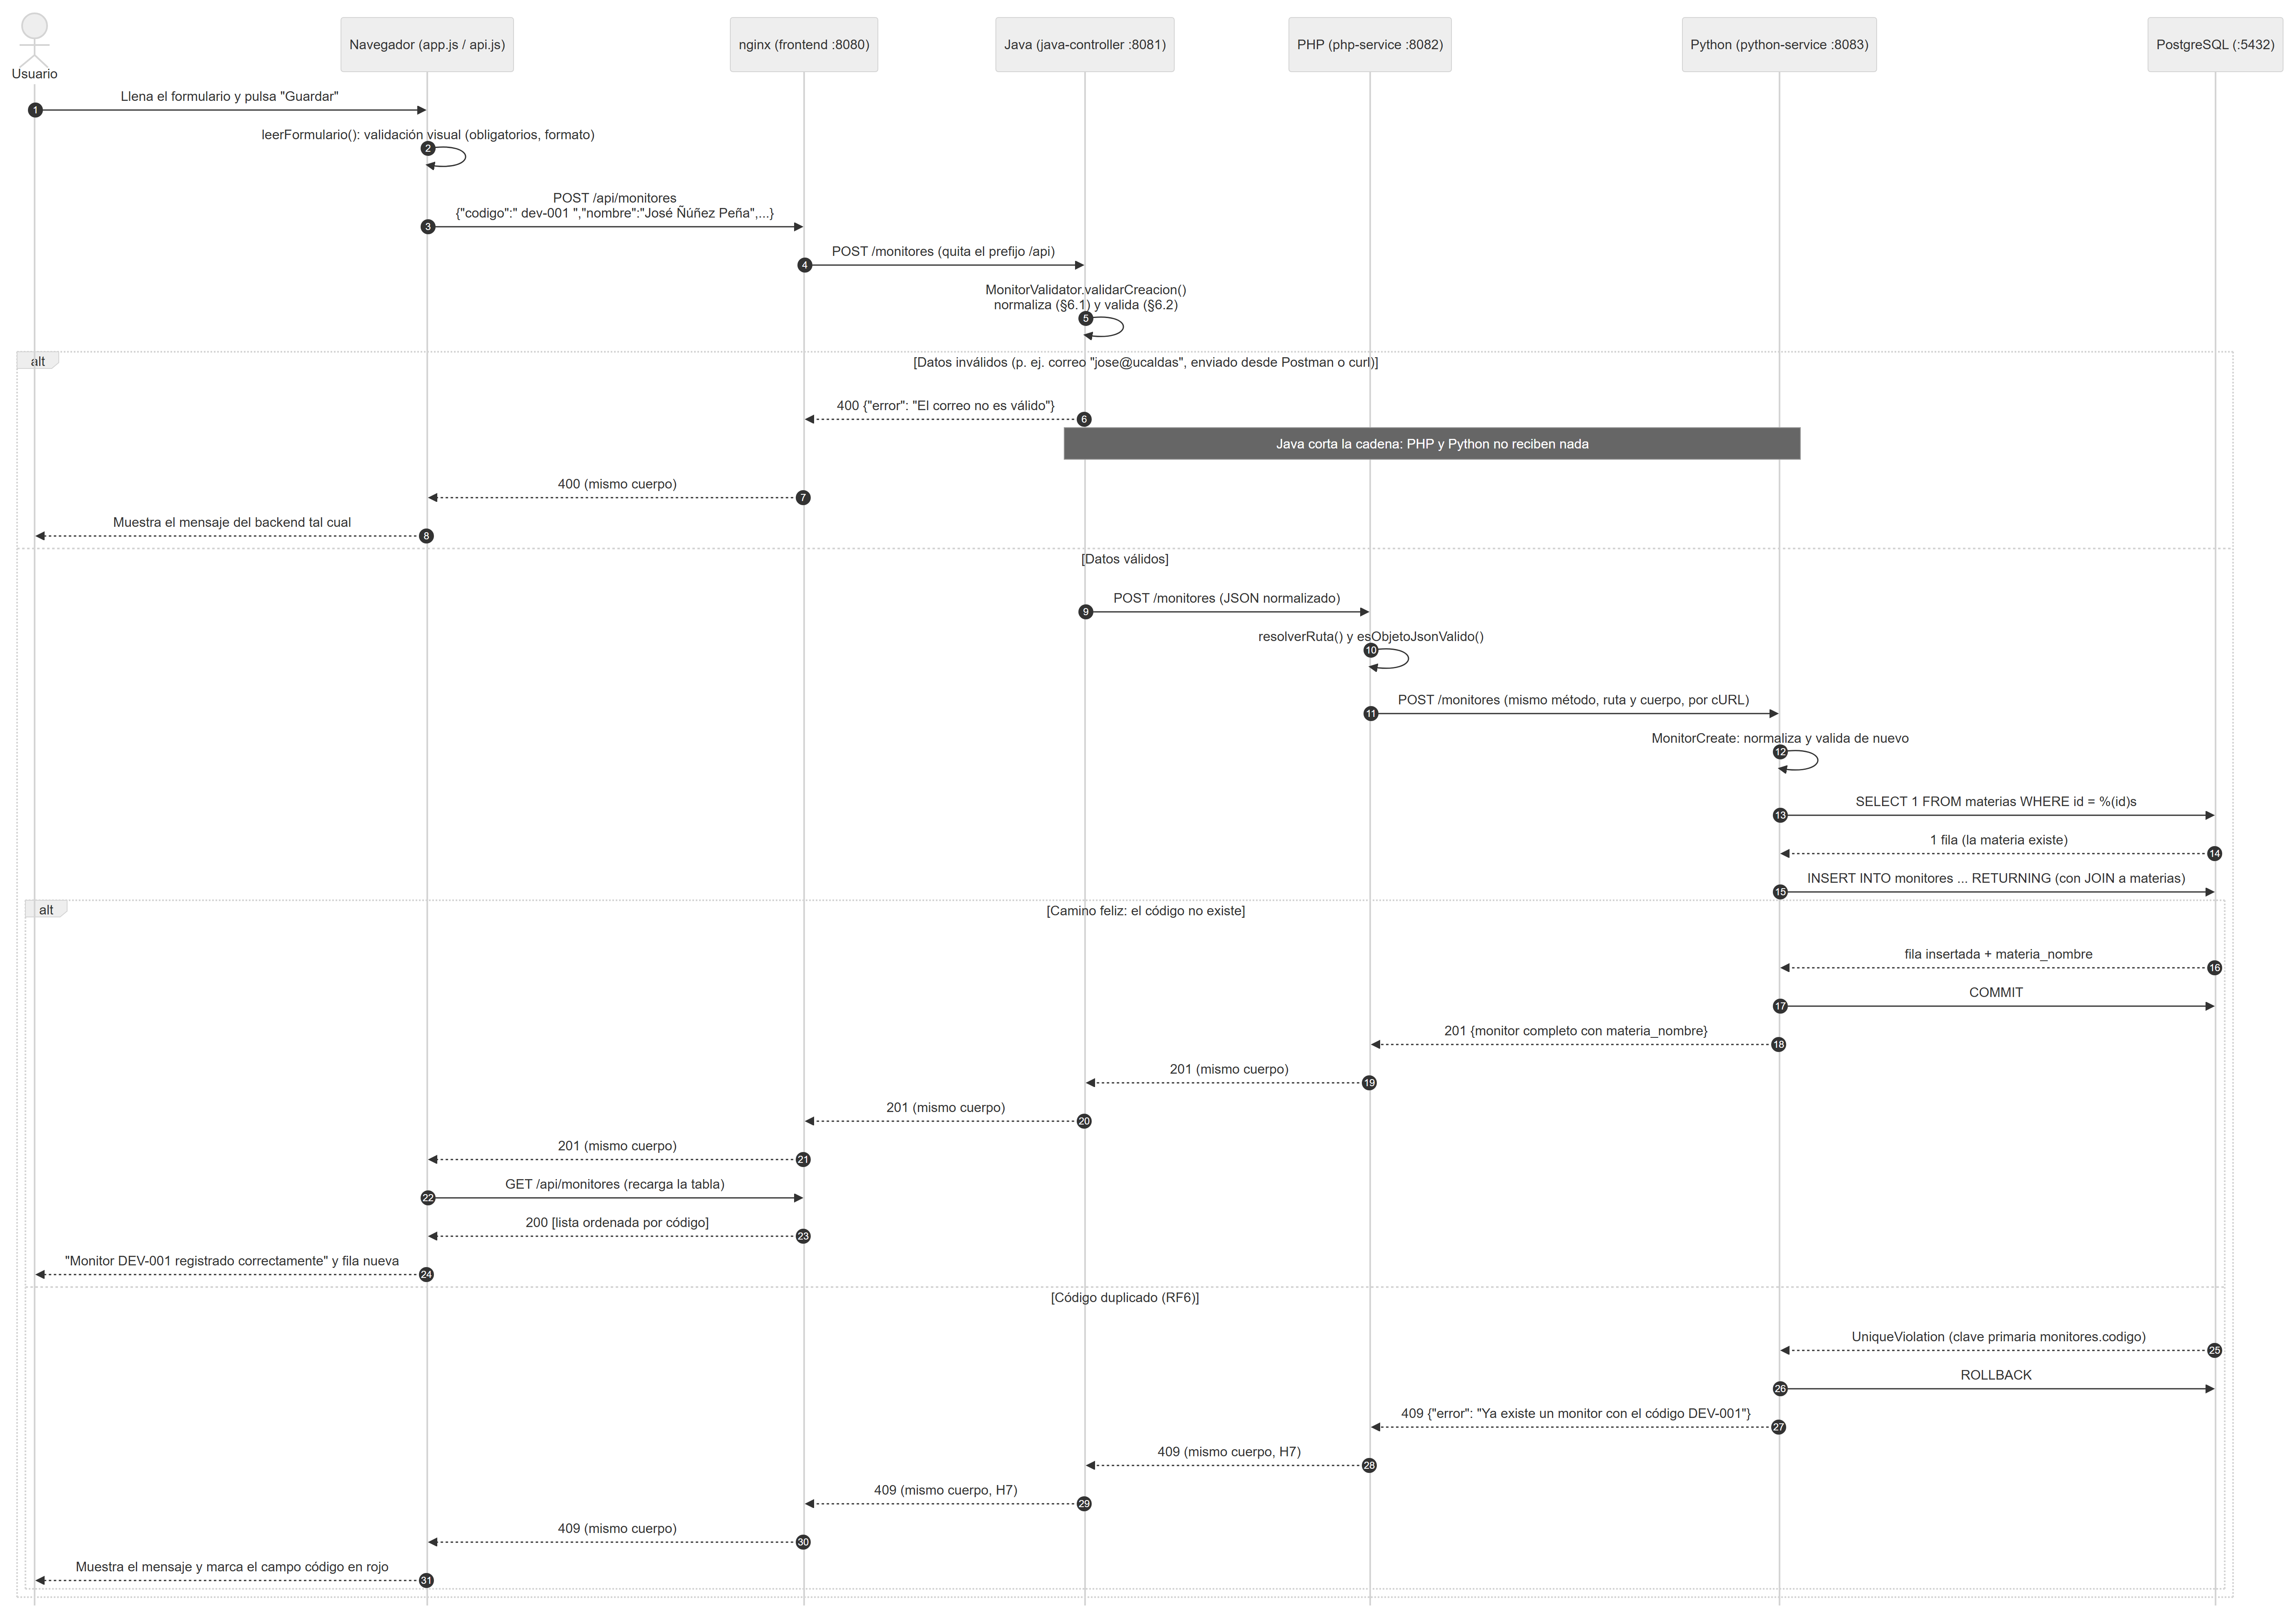 Usuario
Navegador (app.js / api.js)
nginx (frontend :8080)
Java (java-controller :8081)
PHP (php-service :8082)
Python (python-service :8083)
PostgreSQL (:5432)
Llena el formulario y pulsa "Guardar"
1
leerFormulario(): validación visual (obligatorios, formato)
2
POST /api/monitores
{"codigo":" dev-001 ","nombre":"José Ñúñez Peña",...}
3
POST /monitores (quita el prefijo /api)
4
MonitorValidator.validarCreacion()
normaliza (§6.1) y valida (§6.2)
5
alt
[Datos inválidos (p. ej. correo "jose@ucaldas", enviado desde Postman o curl)]
400 {"error": "El correo no es válido"}
6
Java corta la cadena: PHP y Python no reciben nada
400 (mismo cuerpo)
7
Muestra el mensaje del backend tal cual
8
[Datos válidos]
POST /monitores (JSON normalizado)
9
resolverRuta() y esObjetoJsonValido()
10
POST /monitores (mismo método, ruta y cuerpo, por cURL)
11
MonitorCreate: normaliza y valida de nuevo
12
SELECT 1 FROM materias WHERE id = %(id)s
13
1 fila (la materia existe)
14
INSERT INTO monitores ... RETURNING (con JOIN a materias)
15
alt
[Camino feliz: el código no existe]
fila insertada + materia_nombre
16
COMMIT
17
201 {monitor completo con materia_nombre}
18
201 (mismo cuerpo)
19
201 (mismo cuerpo)
20
201 (mismo cuerpo)
21
GET /api/monitores (recarga la tabla)
22
200 [lista ordenada por código]
23
"Monitor DEV-001 registrado correctamente" y fila nueva
24
[Código duplicado (RF6)]
UniqueViolation (clave primaria monitores.codigo)
25
ROLLBACK
26
409 {"error": "Ya existe un monitor con el código DEV-001"}
27
409 (mismo cuerpo, H7)
28
409 (mismo cuerpo, H7)
29
409 (mismo cuerpo)
30
Muestra el mensaje y marca el campo código en rojo
31